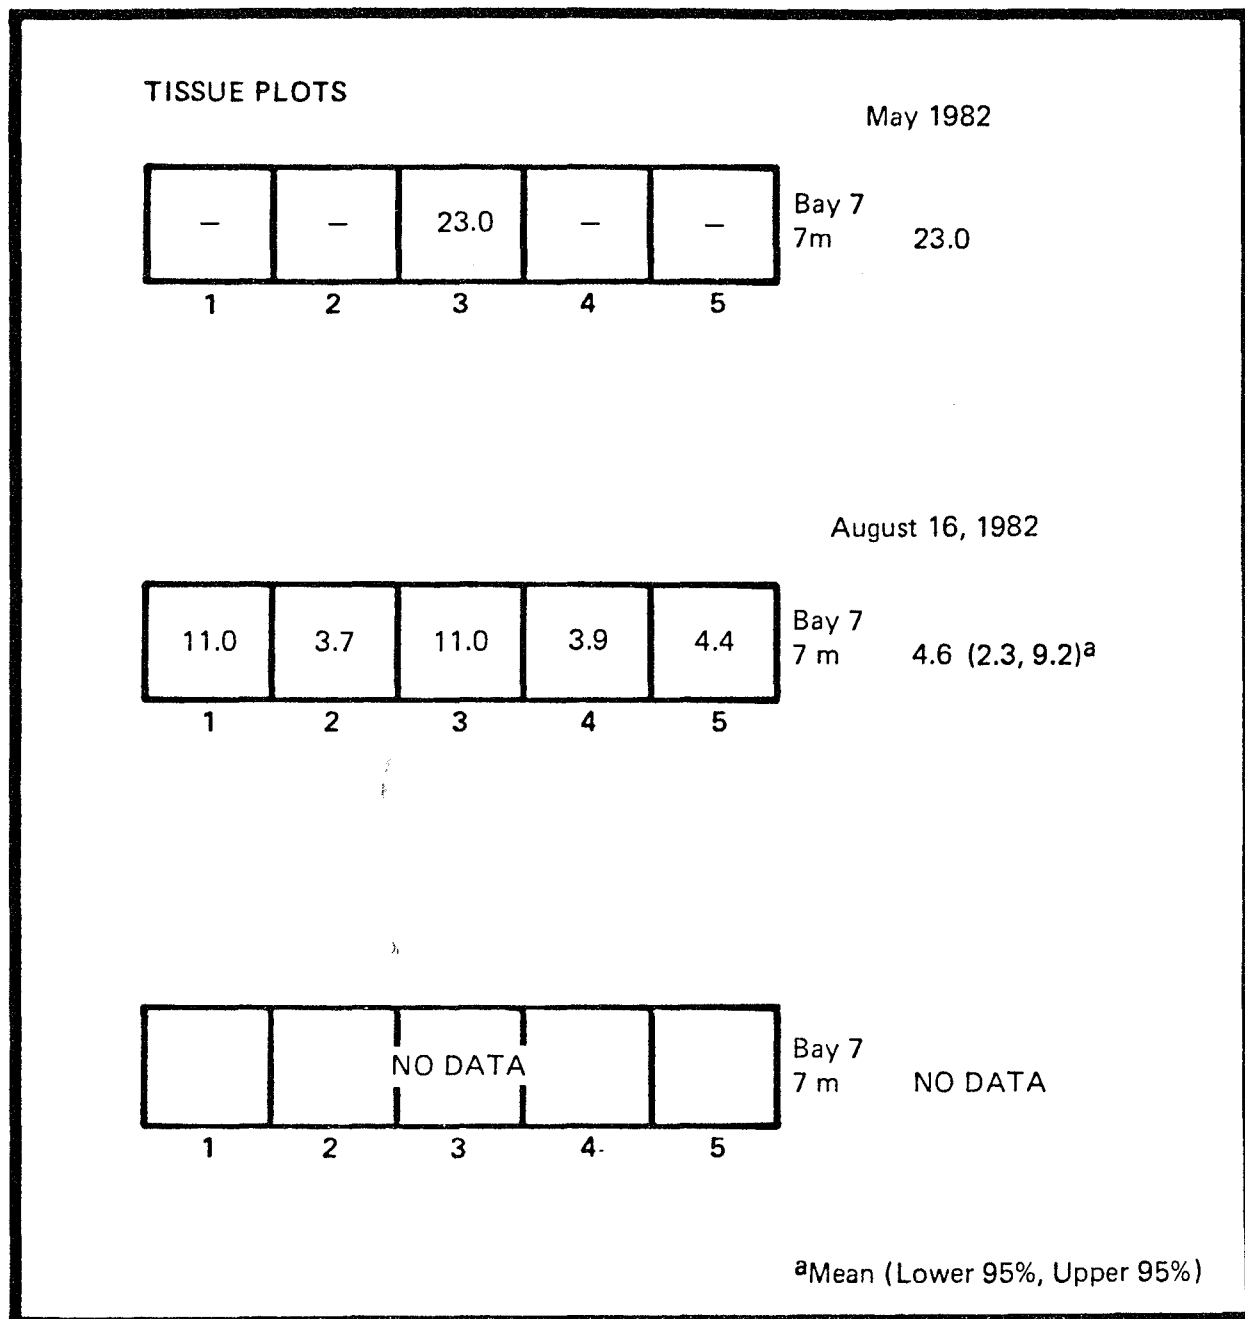 TISSUE PLOTS
May 1982
– – 23.0 – –
Bay 7
7m 23.0
1 2 3 4 5
August 16, 1982
11.0 3.7 11.0 3.9 4.4
Bay 7
7 m 4.6 (2.3, 9.2)a
1 2 3 4 5
NO DATA
Bay 7
7 m NO DATA
1 2 3 4 5
aMean (Lower 95%, Upper 95%)